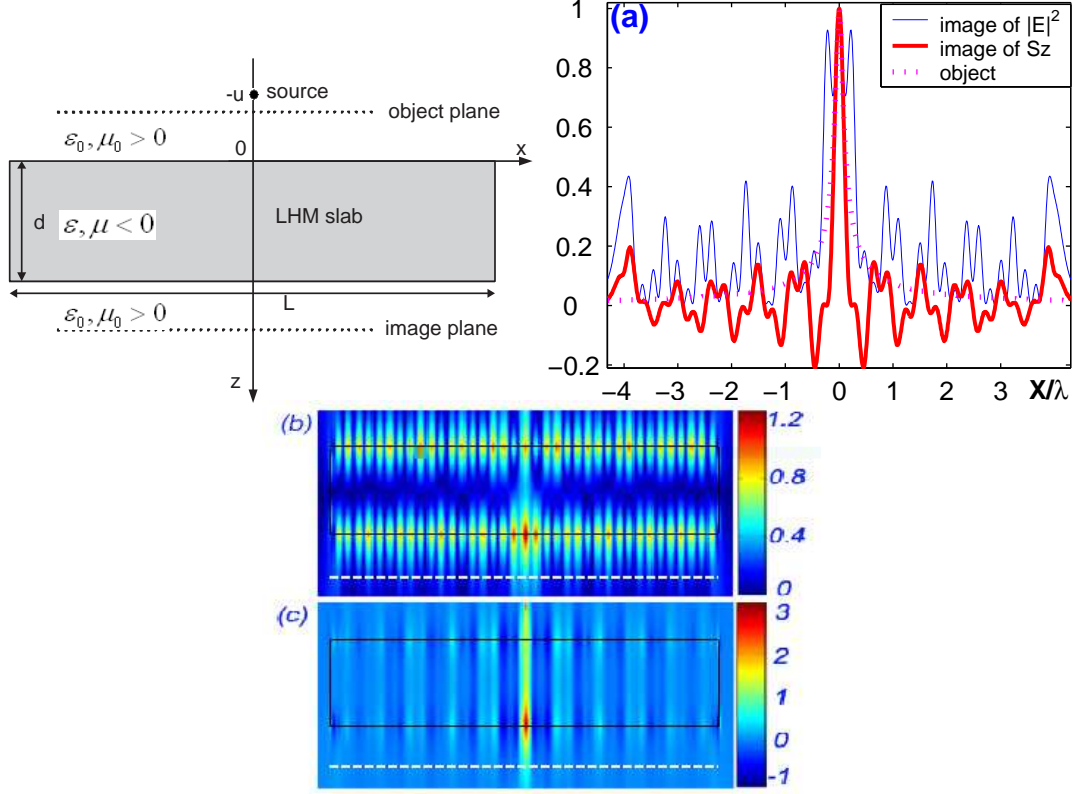 -u
source
object plane
ε₀, μ₀ > 0
0
x
d
ε, μ < 0
LHM slab
L
ε₀, μ₀ > 0
image plane
z
(a)
image of |E|²
image of Sz
object
1
0.8
0.6
0.4
0.2
0
−0.2
−4 −3 −2 −1 0 1 2 3 X/λ
(b)
1.2
0.8
0.4
0
(c)
3
2
1
0
-1